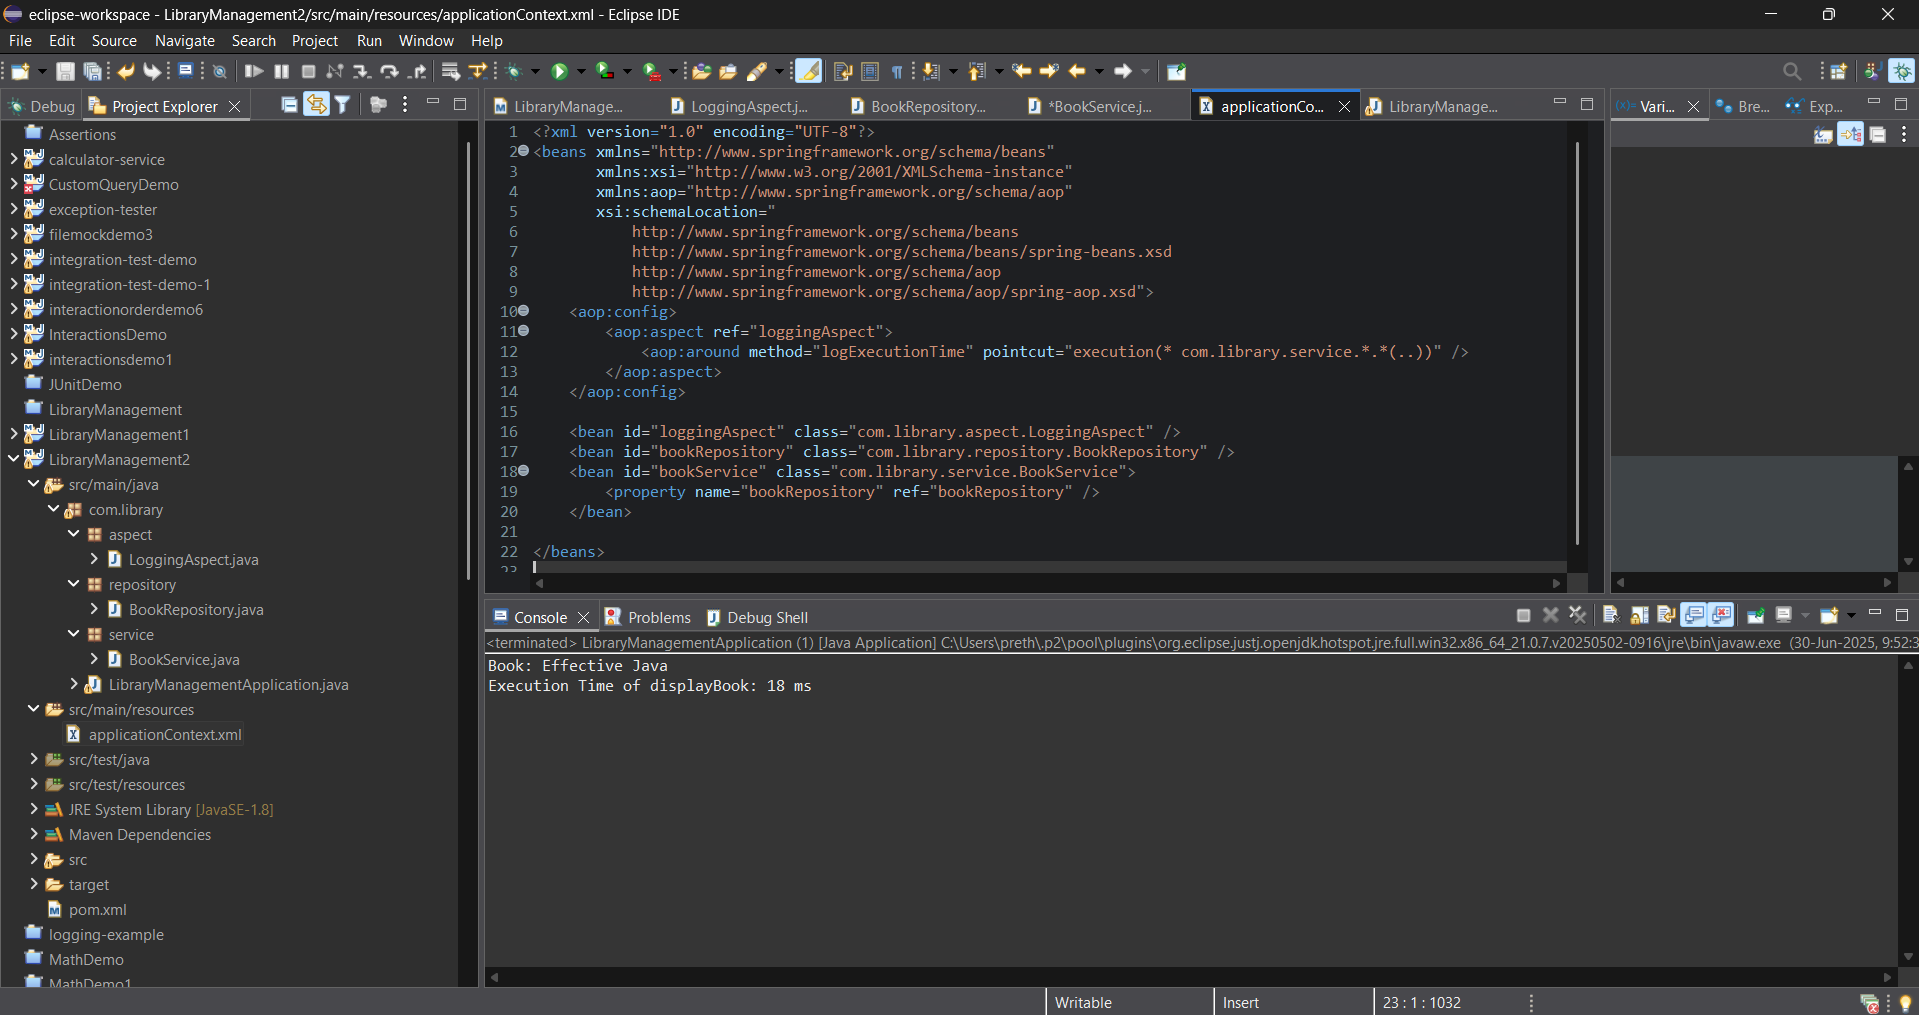 eclipse-workspace - LibraryManagement2/src/main/resources/applicationContext.xml - Eclipse IDE
File Edit Source Navigate Search Project Run Window Help
Debug Project Explorer
Assertions
calculator-service
CustomQueryDemo
exception-tester
filemockdemo3
integration-test-demo
integration-test-demo-1
interactionorderdemo6
InteractionsDemo
interactionsdemo1
JUnitDemo
LibraryManagement
LibraryManagement1
LibraryManagement2
src/main/java
com.library
aspect
LoggingAspect.java
repository
BookRepository.java
service
BookService.java
LibraryManagementApplication.java
src/main/resources
applicationContext.xml
src/test/java
src/test/resources
JRE System Library [JavaSE-1.8]
Maven Dependencies
src
target
pom.xml
logging-example
MathDemo
MathDemo1
LibraryManage... LoggingAspect.j... BookRepository... *BookService.j... applicationCo... LibraryManage...
1 <?xml version="1.0" encoding="UTF-8"?>
2 <beans xmlns="http://www.springframework.org/schema/beans"
3 xmlns:xsi="http://www.w3.org/2001/XMLSchema-instance"
4 xmlns:aop="http://www.springframework.org/schema/aop"
5 xsi:schemaLocation="
6 http://www.springframework.org/schema/beans
7 http://www.springframework.org/schema/beans/spring-beans.xsd
8 http://www.springframework.org/schema/aop
9 http://www.springframework.org/schema/aop/spring-aop.xsd">
10 <aop:config>
11 <aop:aspect ref="loggingAspect">
12 <aop:around method="logExecutionTime" pointcut="execution(* com.library.service.*.*(..))" />
13 </aop:aspect>
14 </aop:config>
15
16 <bean id="loggingAspect" class="com.library.aspect.LoggingAspect" />
17 <bean id="bookRepository" class="com.library.repository.BookRepository" />
18 <bean id="bookService" class="com.library.service.BookService">
19 <property name="bookRepository" ref="bookRepository" />
20 </bean>
21
22 </beans>
23
(x)= Vari... Bre... Exp...
Console Problems Debug Shell
<terminated> LibraryManagementApplication (1) [Java Application] C:\Users\preth\.p2\pool\plugins\org.eclipse.justj.openjdk.hotspot.jre.full.win32.x86_64_21.0.7.v20250502-0916\jre\bin\javaw.exe (30-Jun-2025, 9:52:3
Book: Effective Java
Execution Time of displayBook: 18 ms
Writable Insert 23 : 1 : 1032